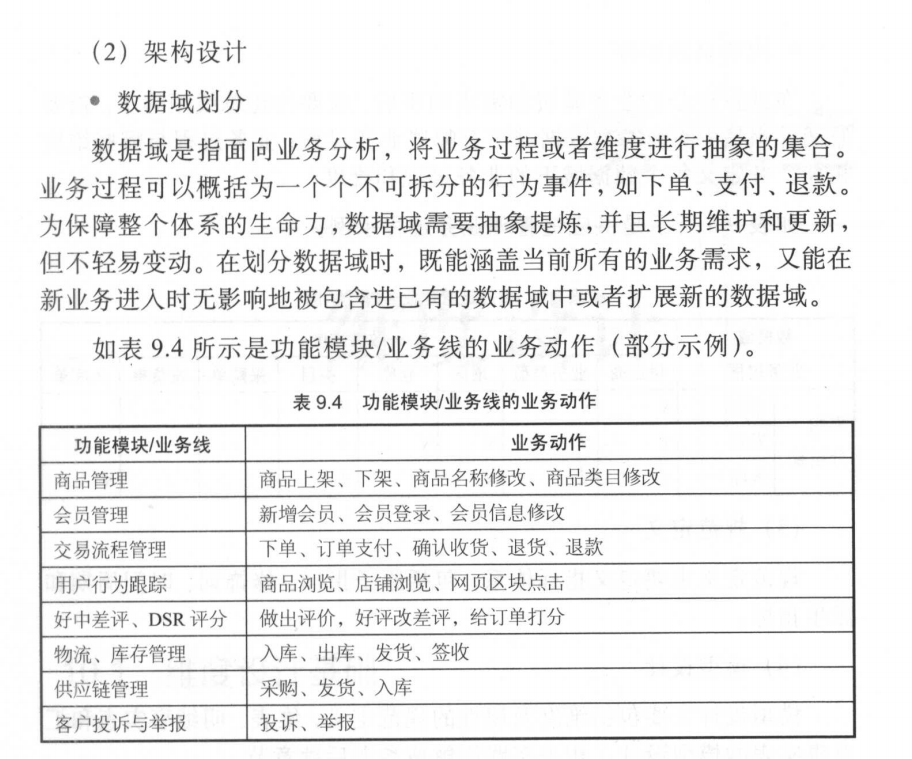 （2）架构设计
• 数据域划分
数据域是指面向业务分析，将业务过程或者维度进行抽象的集合。
业务过程可以概括为一个个不可拆分的行为事件，如下单、支付、退款。
为保障整个体系的生命力，数据域需要抽象提炼，并且长期维护和更新，
但不轻易变动。在划分数据域时，既能涵盖当前所有的业务需求，又能在
新业务进入时无影响地被包含进已有的数据域中或者扩展新的数据域。
如表 9.4 所示是功能模块/业务线的业务动作（部分示例）。
表 9.4 功能模块/业务线的业务动作
功能模块/业务线 业务动作
商品管理 商品上架、下架、商品名称修改、商品类目修改
会员管理 新增会员、会员登录、会员信息修改
交易流程管理 下单、订单支付、确认收货、退货、退款
用户行为跟踪 商品浏览、店铺浏览、网页区块点击
好中差评、DSR 评分 做出评价，好评改差评，给订单打分
物流、库存管理 入库、出库、发货、签收
供应链管理 采购、发货、入库
客户投诉与举报 投诉、举报